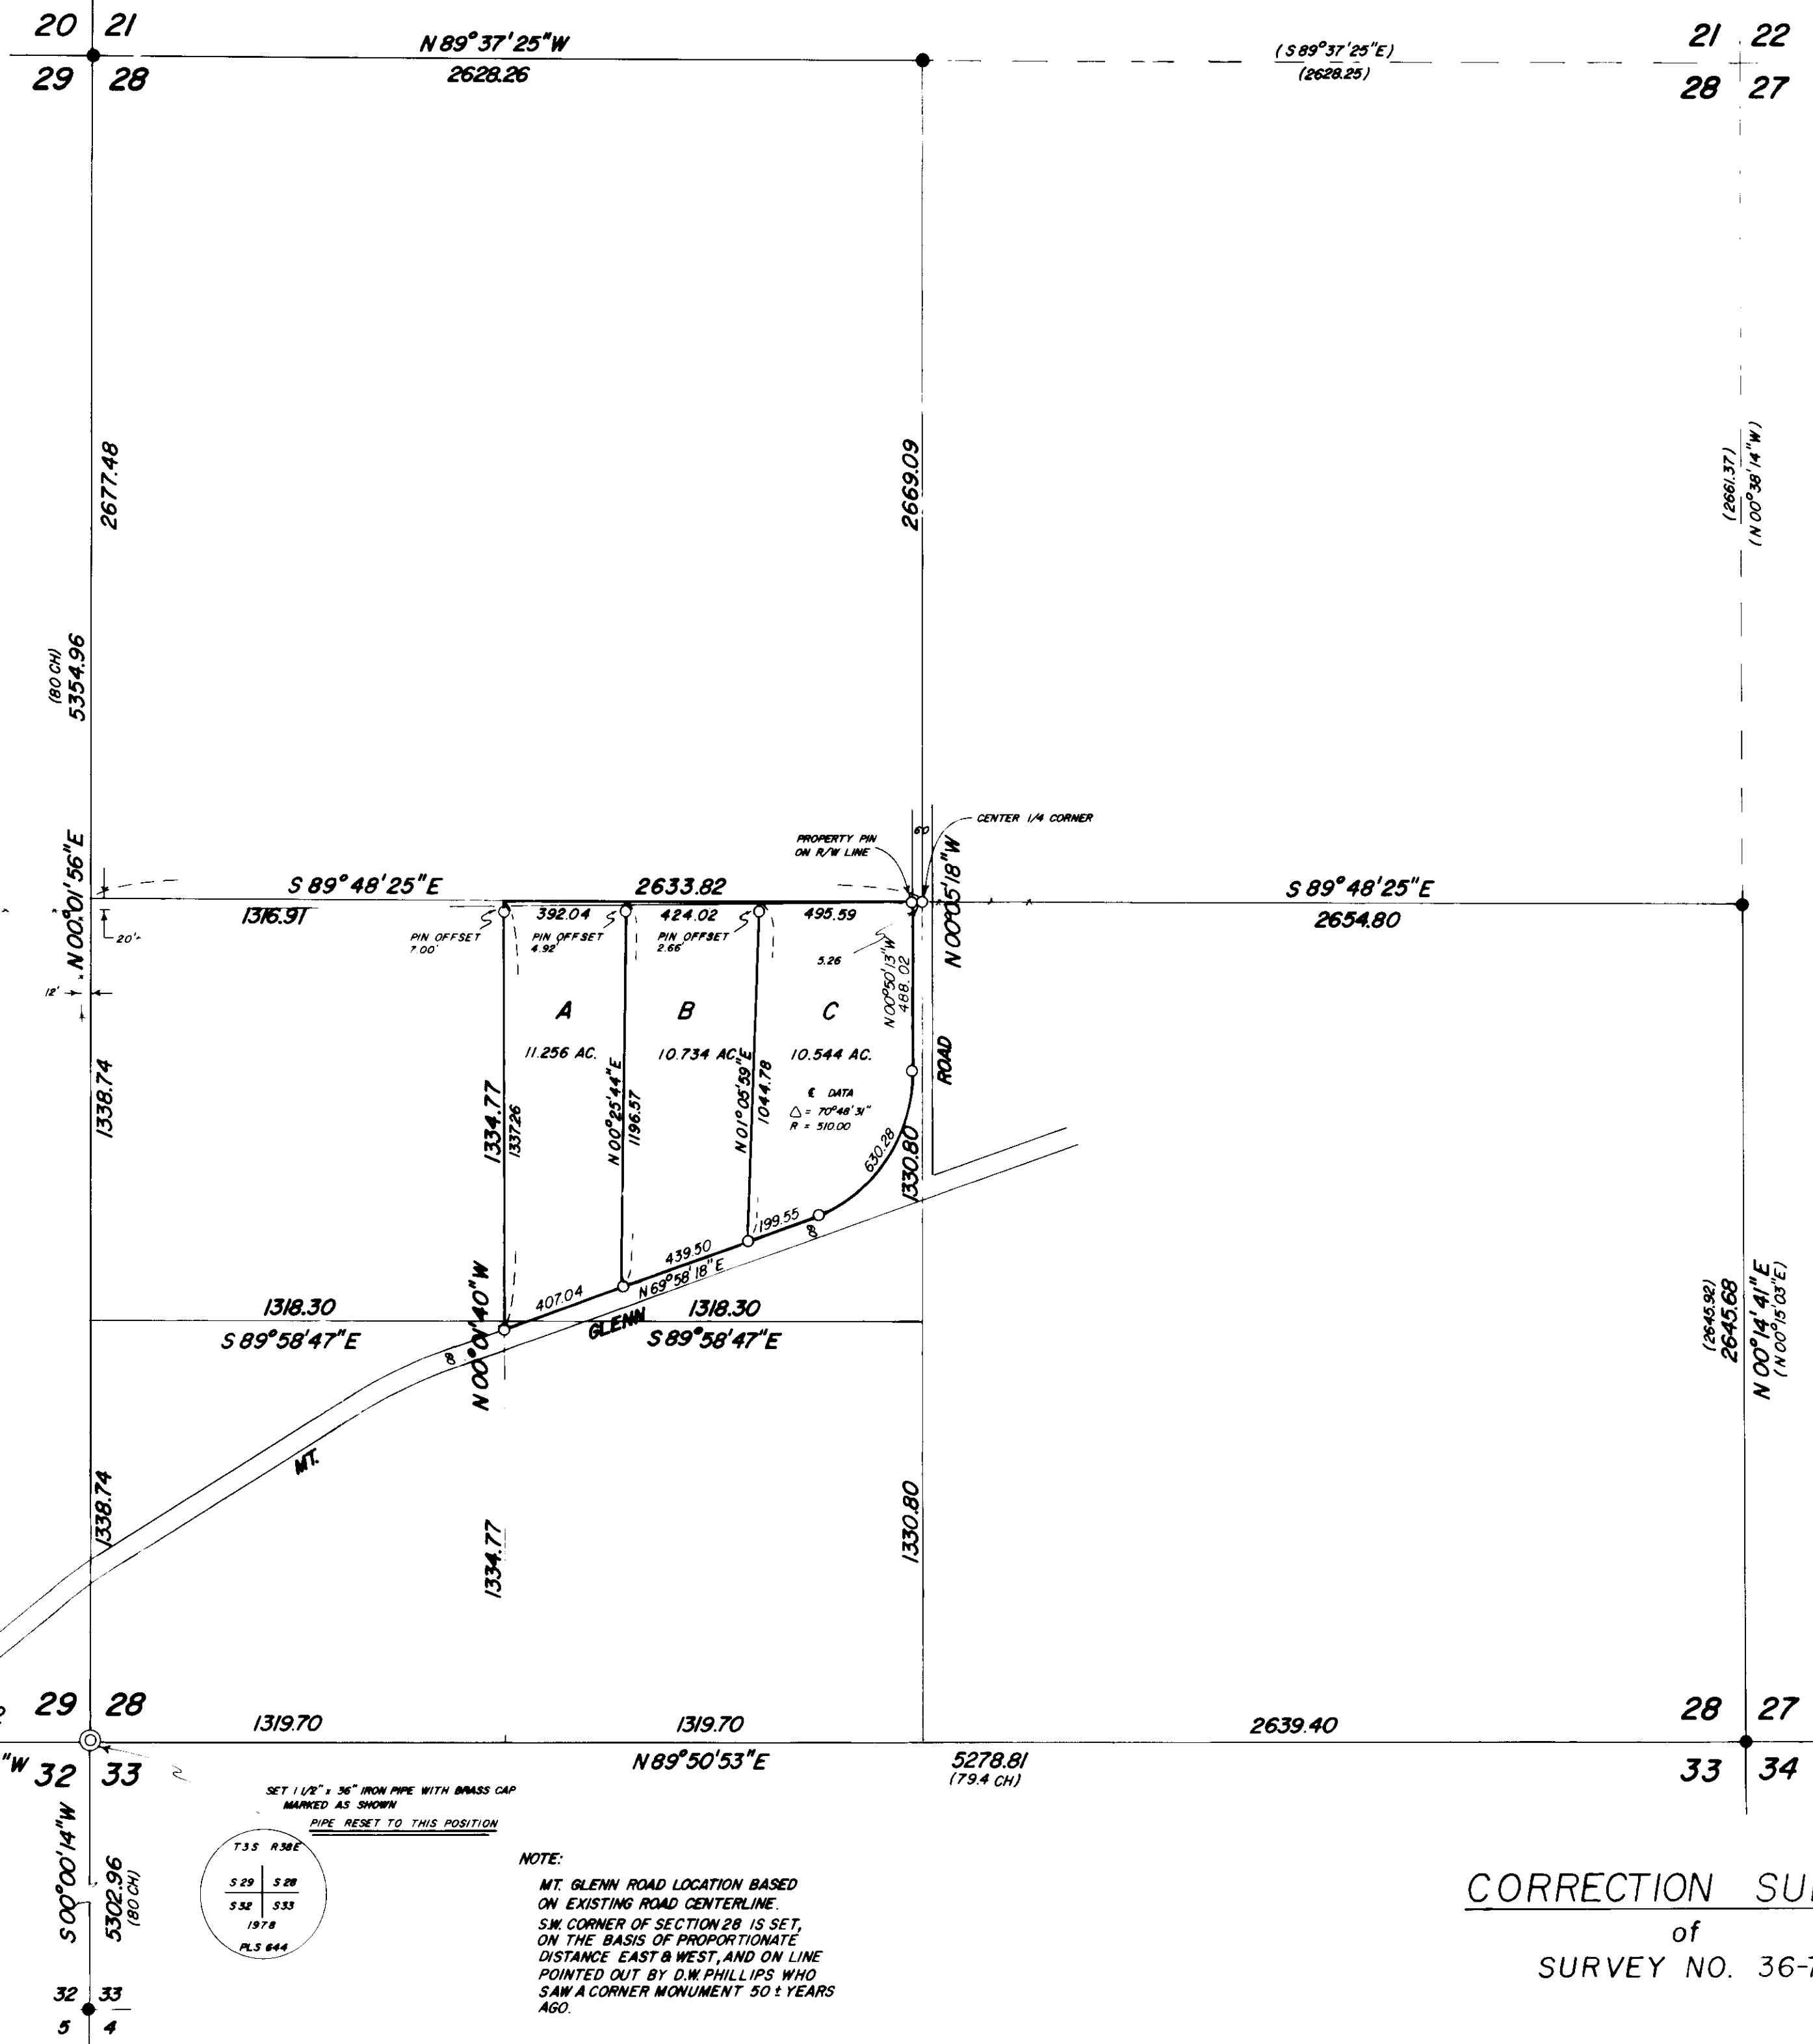 20 21
29 28
N 89°37'25"W
2628.26
(S 89°37'25"E)
(2628.25)
21 22
28 27
2677.48
2669.09
(2661.37)
(N 00°38'14"W)
(80 CH)
5354.96
N 00°01'56"E
CENTER 1/4 CORNER
PROPERTY PIN
ON R/W LINE
60
N 00°05'18"W
S 89°48'25"E
1316.91
2633.82
S 89°48'25"E
2654.80
20'
12'
392.04
424.02
495.59
PIN OFFSET
7.00'
PIN OFFSET
4.92'
PIN OFFSET
2.66'
5.26
N 00°50'13"W
488.02
A
B
C
11.256 AC.
10.734 AC.
10.544 AC.
℄ DATA
△ = 70°48'31"
R = 510.00
1338.74
1334.77
1337.26
N 00°25'44"E
1196.57
N 01°05'59"E
1044.78
ROAD
630.28
1330.80
199.55
439.50
N 69°58'18"E
407.04
60
60
N 00°01'40"W
1318.30
S 89°58'47"E
1318.30
S 89°58'47"E
GLENN
MT.
(2645.92)
2645.68
N 00°14'41"E
(N 00°15'03"E)
1338.74
1334.77
1330.80
29 28
"W 32 33
1319.70
1319.70
N 89°50'53"E
2639.40
5278.81
(79.4 CH)
28 27
33 34
SET 1 1/2" x 36" IRON PIPE WITH BRASS CAP
MARKED AS SHOWN
PIPE RESET TO THIS POSITION
T3S R38E
S 29 S 28
S 32 S33
1978
PLS 644
S 00°00'14"W
5302.96
(80 CH)
32 33
5 4
NOTE:
MT. GLENN ROAD LOCATION BASED
ON EXISTING ROAD CENTERLINE.
S.W. CORNER OF SECTION 28 IS SET,
ON THE BASIS OF PROPORTIONATE
DISTANCE EAST & WEST, AND ON LINE
POINTED OUT BY D.W. PHILLIPS WHO
SAW A CORNER MONUMENT 50 ± YEARS
AGO.
CORRECTION SU
of
SURVEY NO. 36-7